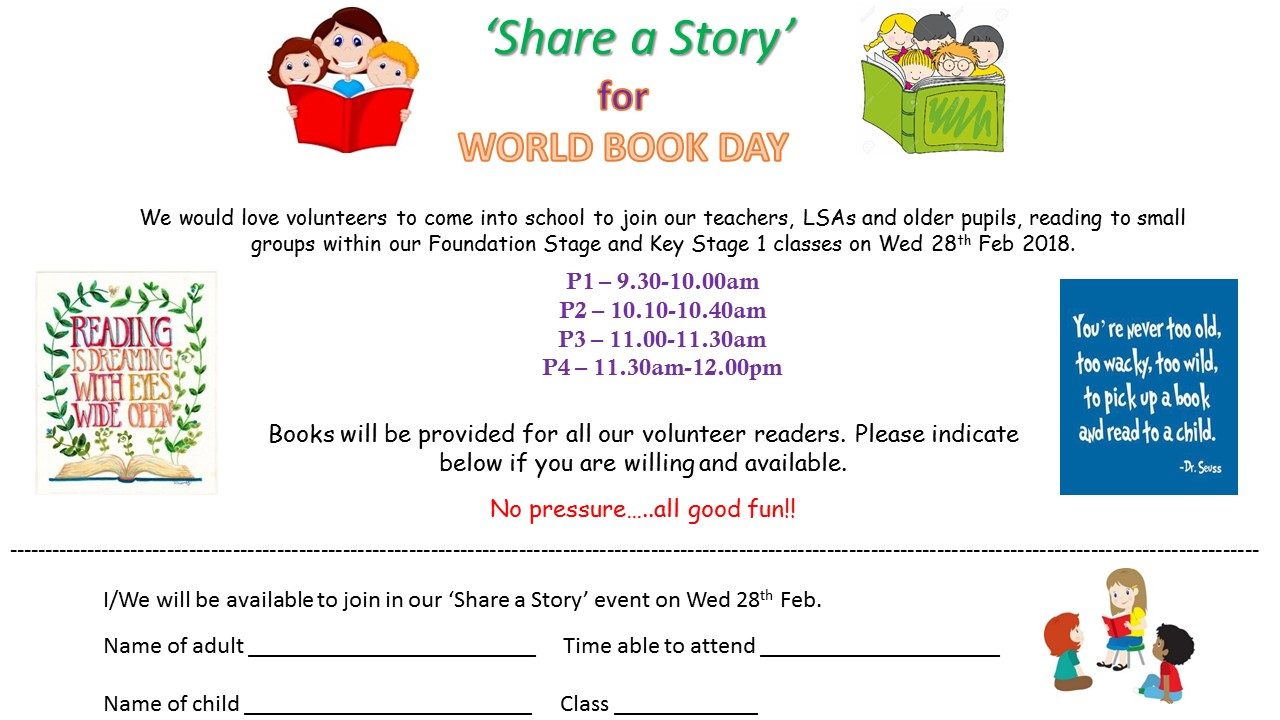 ‘Share a Story’
for
WORLD BOOK DAY
We would love volunteers to come into school to join our teachers, LSAs and older pupils, reading to small
groups within our Foundation Stage and Key Stage 1 classes on Wed 28th Feb 2018.
P1 – 9.30-10.00am
P2 – 10.10-10.40am
P3 – 11.00-11.30am
P4 – 11.30am-12.00pm
READING
IS DREAMING
WITH EYES
WIDE OPEN
You're never too old,
too wacky, too wild,
to pick up a book
and read to a child.
-Dr. Seuss
Books will be provided for all our volunteer readers. Please indicate
below if you are willing and available.
No pressure…..all good fun!!
I/We will be available to join in our ‘Share a Story’ event on Wed 28th Feb.
Name of adult ________________________ Time able to attend ____________________
Name of child ________________________ Class ____________